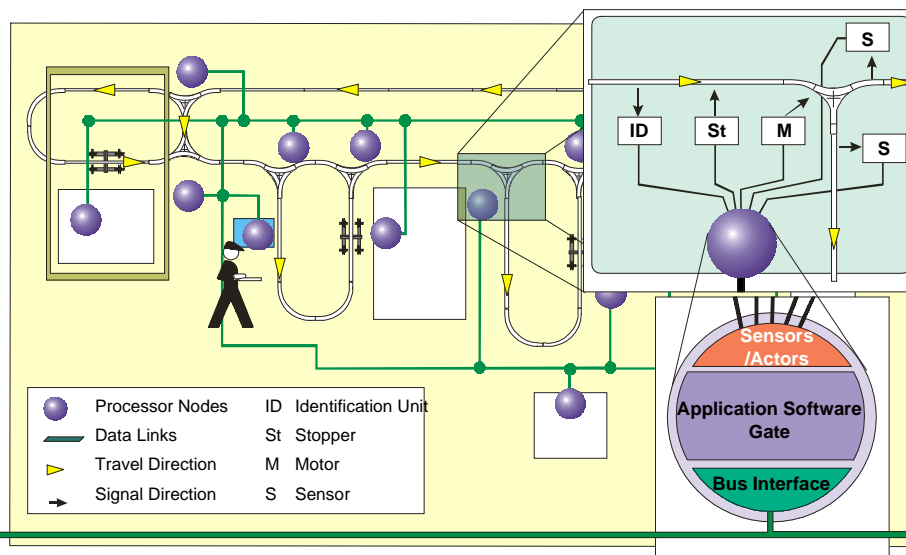 S
ID
St
M
S
Sensors
/Actors
Application Software
Gate
Bus Interface
Processor Nodes
ID Identification Unit
Data Links
St Stopper
Travel Direction
M Motor
Signal Direction
S Sensor